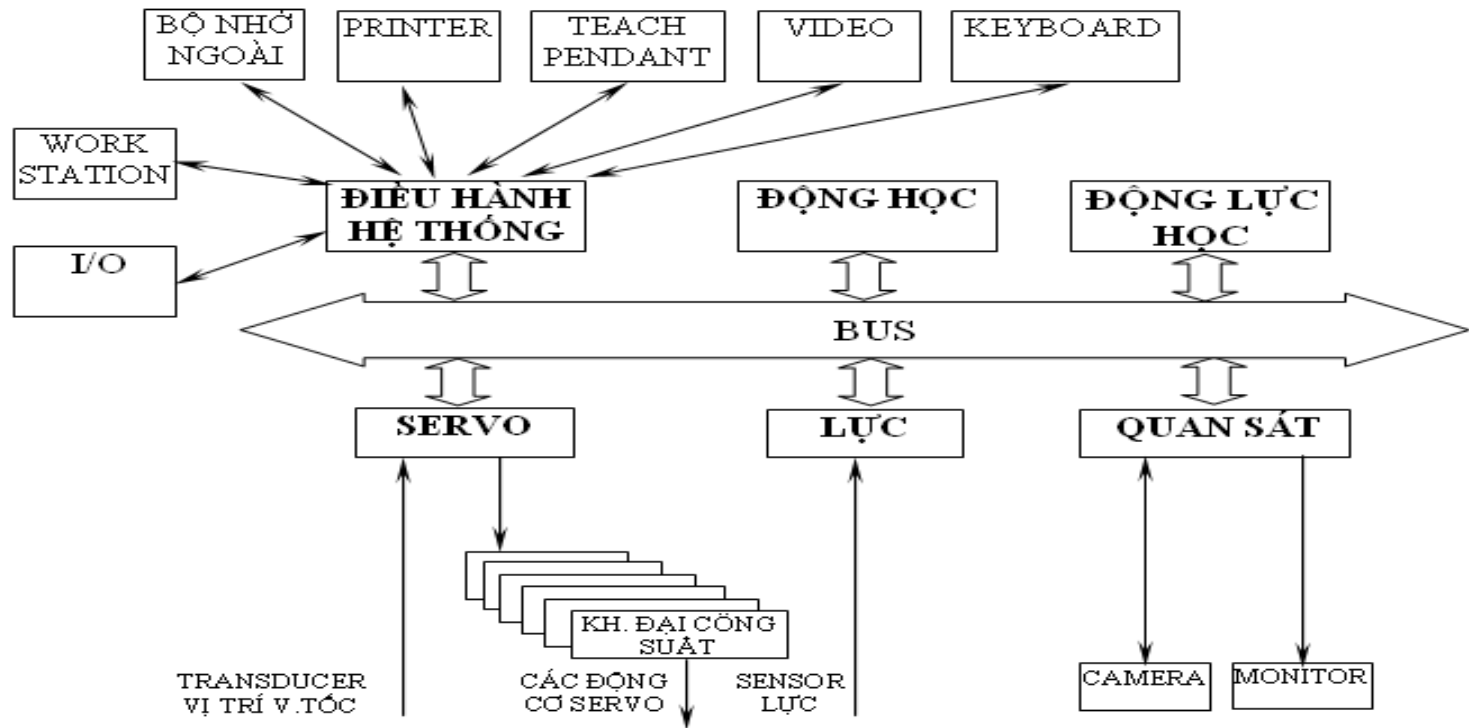 BỘ NHỚ
NGOÀI
PRINTER
TEACH
PENDANT
VIDEO
KEYBOARD
WORK
STATION
I/O
ĐIỀU HÀNH
HỆ THỐNG
ĐỘNG HỌC
ĐỘNG LỰC
HỌC
BUS
SERVO
LỰC
QUAN SÁT
KH. ĐẠI CÔNG
SUẤT
TRANSDUCER
VỊ TRÍ V.TỐC
CÁC ĐỘNG
CƠ SERVO
SENSOR
LỰC
CAMERA
MONITOR